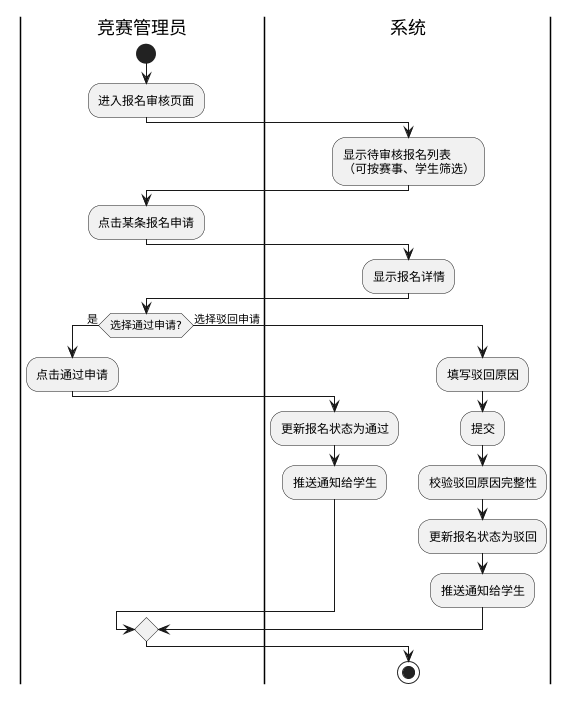 竞赛管理员
系统
进入报名审核页面
显示待审核报名列表
（可按赛事、学生筛选）
点击某条报名申请
显示报名详情
是
选择通过申请?
选择驳回申请
点击通过申请
填写驳回原因
更新报名状态为通过
提交
推送通知给学生
校验驳回原因完整性
更新报名状态为驳回
推送通知给学生